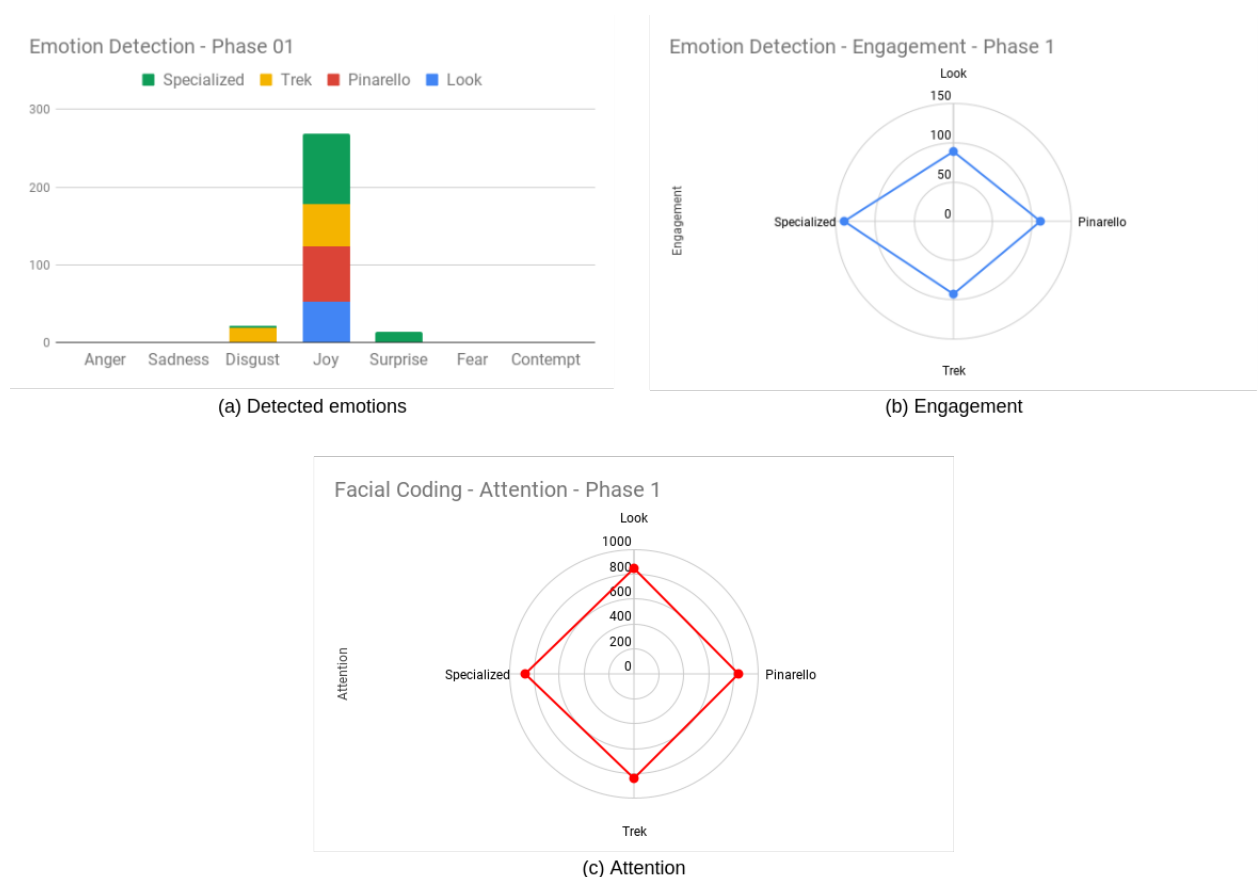 Emotion Detection - Phase 01
Specialized Trek Pinarello Look
300
200
100
0
Anger Sadness Disgust Joy Surprise Fear Contempt
(a) Detected emotions
Emotion Detection - Engagement - Phase 1
Look
150
100
50
0
Engagement
Specialized
Pinarello
Trek
(b) Engagement
Facial Coding - Attention - Phase 1
Look
1000
800
600
400
200
0
Attention
Specialized
Pinarello
Trek
(c) Attention